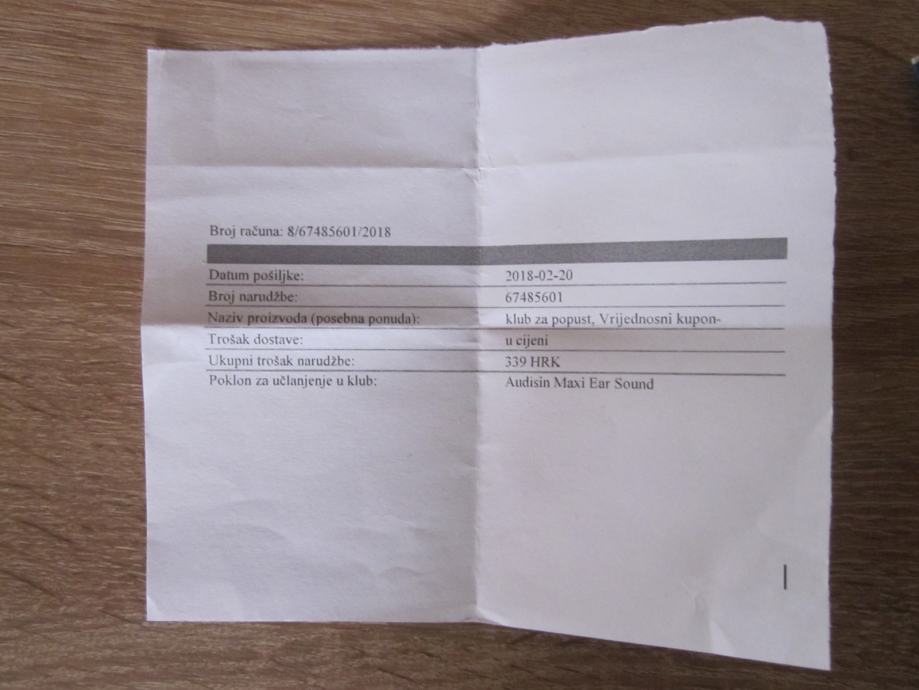 Broj računa: 8/67485601/2018
Datum pošiljke: 2018-02-20
Broj narudžbe: 67485601
Naziv proizvoda (posebna ponuda): klub za popust, Vrijednosni kupon-
Trošak dostave: u cijeni
Ukupni trošak narudžbe: 339 HRK
Poklon za učlanjenje u klub: Audisin Maxi Ear Sound